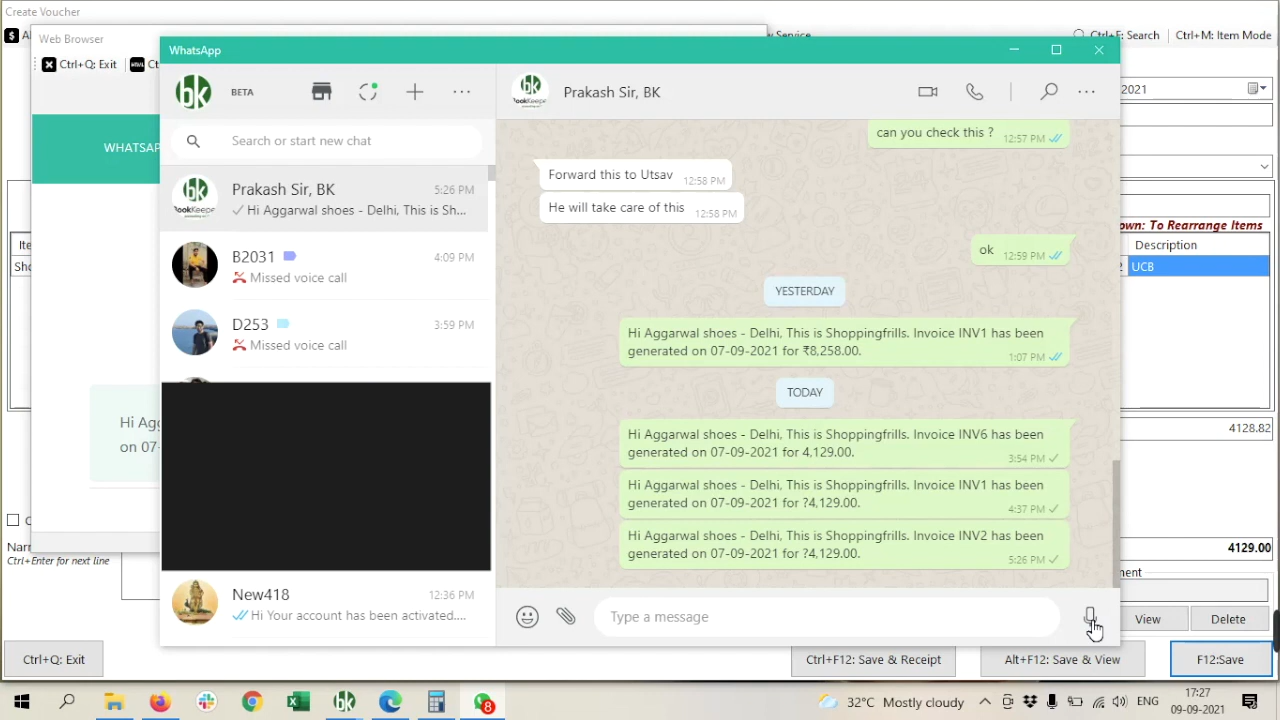 Create Voucher
Web Browser
Ctrl+Q: Exit
Ctrl+F: Search
Ctrl+M: Item Mode
Service
WhatsApp
bk
BETA
Search or start new chat
WHATSAP
Prakash Sir, BK
5:26 PM
Hi Aggarwal shoes - Delhi, This is Sh...
B2031
4:09 PM
Missed voice call
D253
3:59 PM
Missed voice call
New418
12:36 PM
Hi Your account has been activated....
Prakash Sir, BK
can you check this ?
12:57 PM
Forward this to Utsav
12:58 PM
He will take care of this
12:58 PM
ok
12:59 PM
YESTERDAY
Hi Aggarwal shoes - Delhi, This is Shoppingfrills. Invoice INV1 has been
generated on 07-09-2021 for ₹8,258.00.
1:07 PM
TODAY
Hi Aggarwal shoes - Delhi, This is Shoppingfrills. Invoice INV6 has been
generated on 07-09-2021 for 4,129.00.
3:54 PM
Hi Aggarwal shoes - Delhi, This is Shoppingfrills. Invoice INV1 has been
generated on 07-09-2021 for ?4,129.00.
4:37 PM
Hi Aggarwal shoes - Delhi, This is Shoppingfrills. Invoice INV2 has been
generated on 07-09-2021 for ?4,129.00.
5:26 PM
Type a message
2021
own: To Rearrange Items
Description
UCB
4128.82
4129.00
Hi Agg
on 07-
Ctrl+Enter for next line
View
Delete
Ctrl+Q: Exit
Ctrl+F12: Save & Receipt
Alt+F12: Save & View
F12:Save
32°C Mostly cloudy
ENG
17:27
09-09-2021